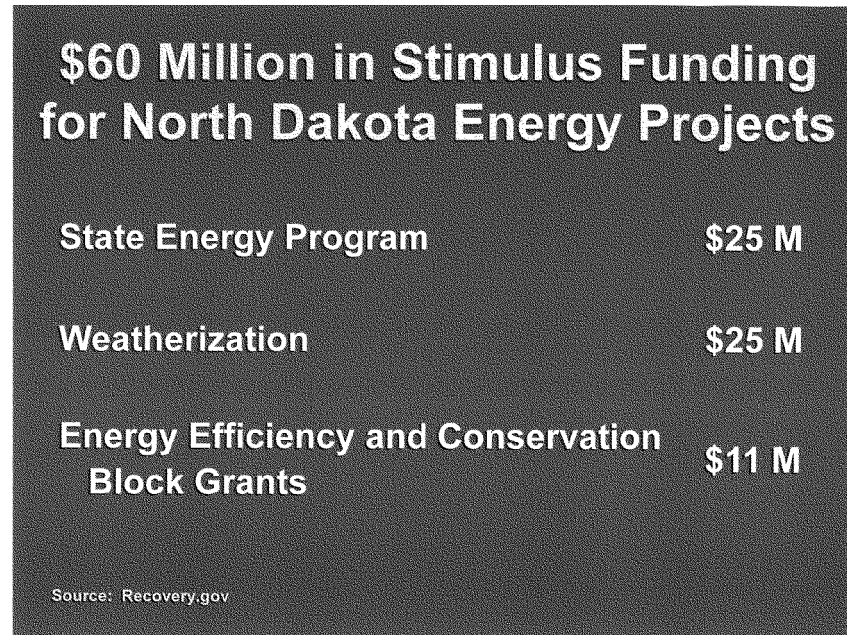 $60 Million in Stimulus Funding
for North Dakota Energy Projects
State Energy Program $25 M
Weatherization $25 M
Energy Efficiency and Conservation
Block Grants $11 M
Source: Recovery.gov